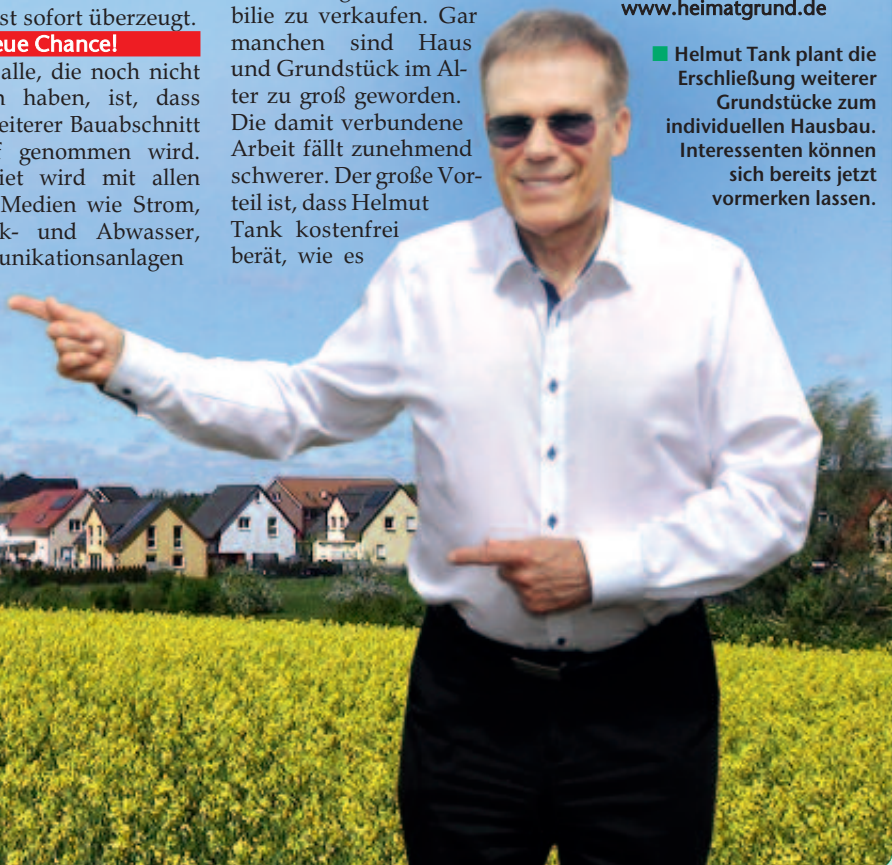 st sofort überzeugt.
eue Chance!
alle, die noch nicht
haben, ist, dass
eiterer Bauabschnitt
genommen wird.
iet wird mit allen
Medien wie Strom,
k- und Abwasser,
unikationsanlagen
bilie zu verkaufen. Gar
manchen sind Haus
und Grundstück im Al-
ter zu groß geworden.
Die damit verbundene
Arbeit fällt zunehmend
schwerer. Der große Vor-
teil ist, dass Helmut
Tank kostenfrei
berät, wie es
www.heimatgrund.de
Helmut Tank plant die
Erschließung weiterer
Grundstücke zum
individuellen Hausbau.
Interessenten können
sich bereits jetzt
vormerken lassen.